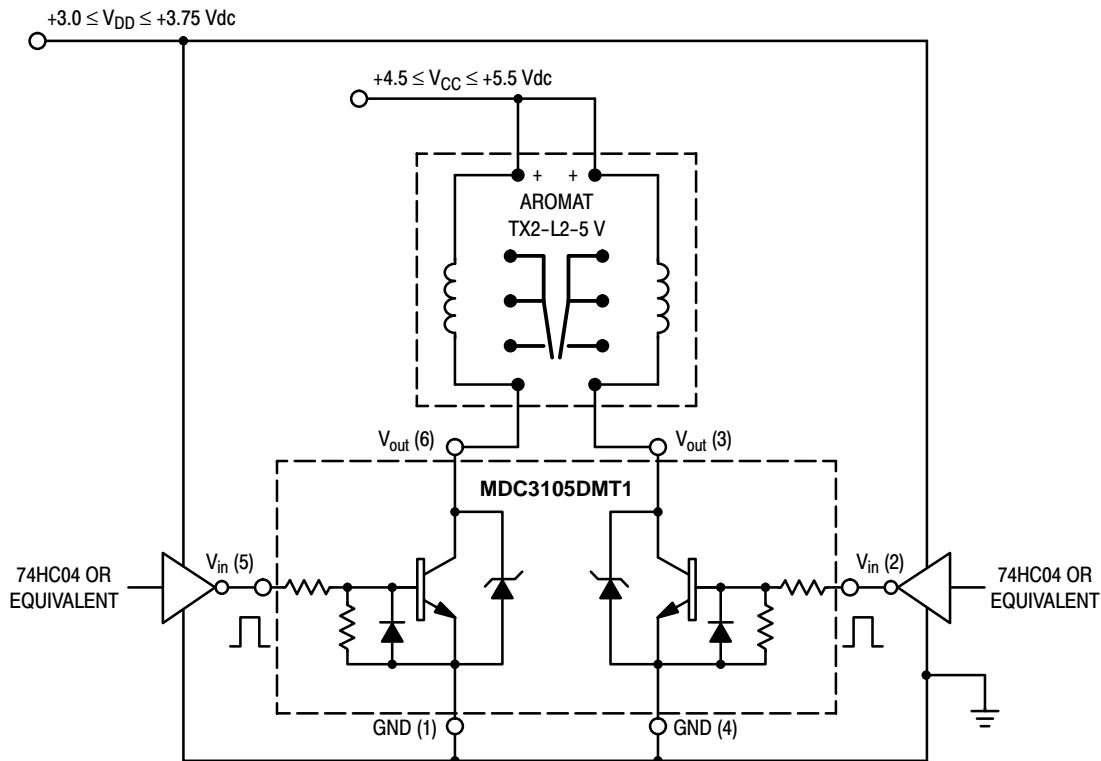 +3.0 ≤ VDD ≤ +3.75 Vdc
+4.5 ≤ VCC ≤ +5.5 Vdc
+ +
AROMAT
TX2–L2–5 V
Vout (6)
Vout (3)
MDC3105DMT1
74HC04 OR
EQUIVALENT
Vin (5)
Vin (2)
74HC04 OR
EQUIVALENT
GND (1)
GND (4)